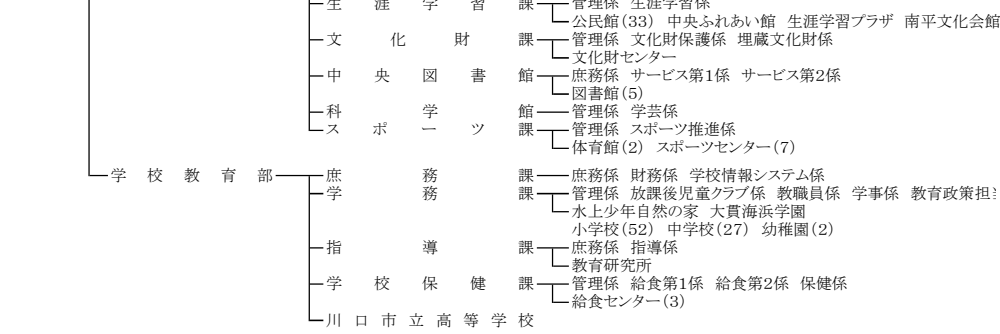 生涯学習課 管理係 生涯学習係
公民館(33) 中央ふれあい館 生涯学習プラザ 南平文化会館
文化財課 管理係 文化財保護係 埋蔵文化財係
文化財センター
中央図書館 庶務係 サービス第1係 サービス第2係
図書館(5)
科学館 管理係 学芸係
スポーツ課 管理係 スポーツ推進係
体育館(2) スポーツセンター(7)
学校教育部 庶務課 庶務係 財務係 学校情報システム係
学務課 管理係 放課後児童クラブ係 教職員係 学事係 教育政策担
水上少年自然の家 大貫海浜学園
小学校(52) 中学校(27) 幼稚園(2)
指導課 庶務係 指導係
教育研究所
学校保健課 管理係 給食第1係 給食第2係 保健係
給食センター(3)
川口市立高等学校